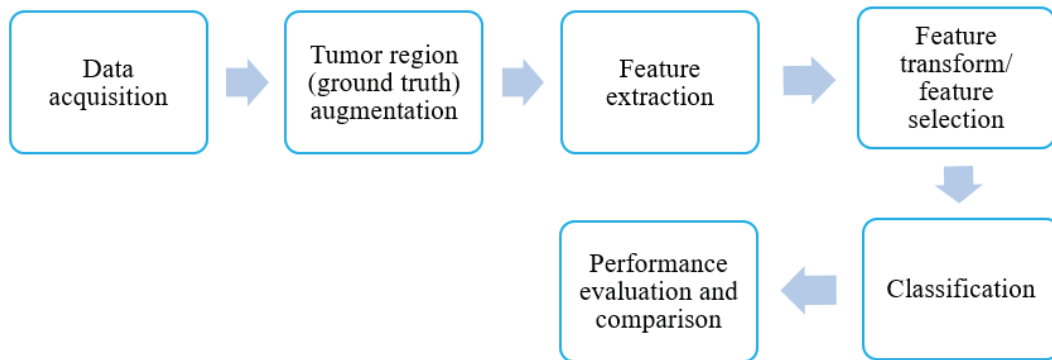 Data
acquisition
Tumor region
(ground truth)
augmentation
Feature
extraction
Feature
transform/
feature
selection
Classification
Performance
evaluation and
comparison